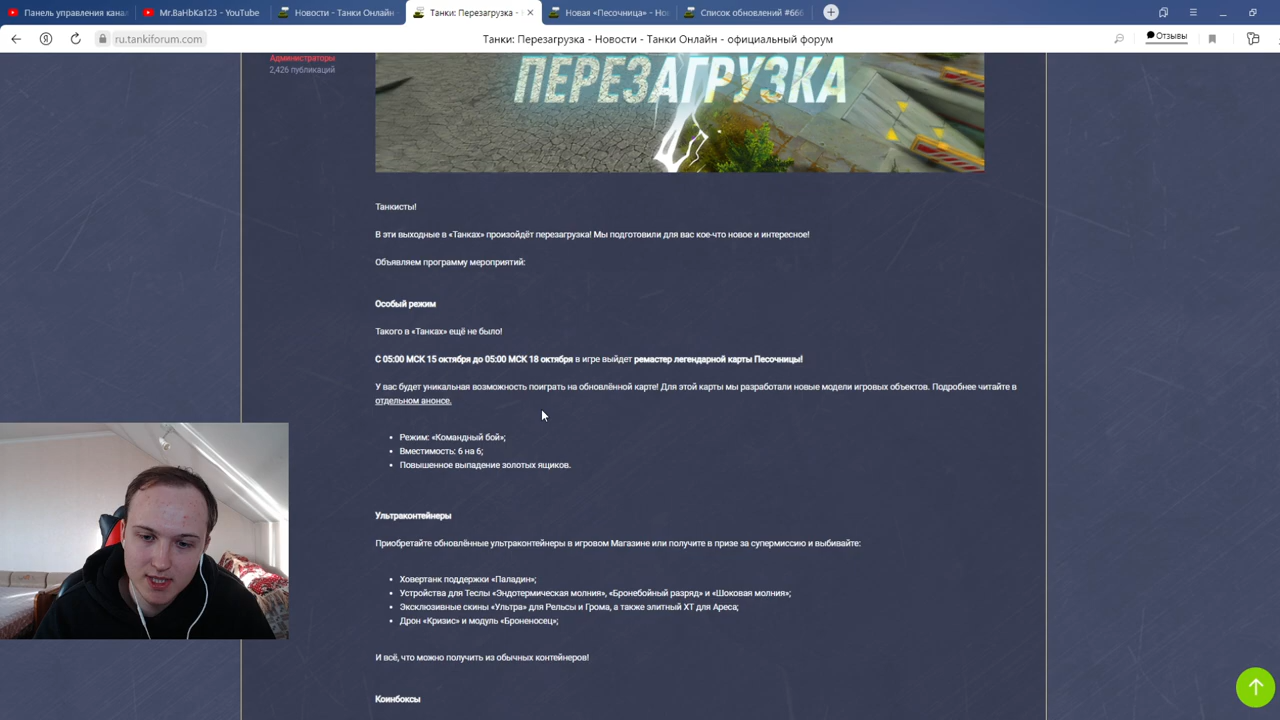 Панель управления канал
Mr.BaHbKa123 - YouTube
Новости - Танки Онлайн
Танки: Перезагрузка -
Новая «Песочница» - Нов
Список обновлений #666
ru.tankiforum.com
Танки: Перезагрузка - Новости - Танки Онлайн - официальный форум
Отзывы
Администраторы
2,426 публикаций
ПЕРЕЗАГРУЗКА
Танкисты!
В эти выходные в «Танках» произойдёт перезагрузка! Мы подготовили для вас кое-что новое и интересное!
Объявляем программу мероприятий:
Особый режим
Такого в «Танках» ещё не было!
С 05:00 МСК 15 октября до 05:00 МСК 18 октября в игре выйдет ремастер легендарной карты Песочницы!
У вас будет уникальная возможность поиграть на обновлённой карте! Для этой карты мы разработали новые модели игровых объектов. Подробнее читайте в
отдельном анонсе.
• Режим: «Командный бой»;
• Вместимость: 6 на 6;
• Повышенное выпадение золотых ящиков.
Ультраконтейнеры
Приобретайте обновлённые ультраконтейнеры в игровом Магазине или получите в призе за супермиссию и выбивайте:
• Ховертанк поддержки «Паладин»;
• Устройства для Теслы «Эндотермическая молния», «Бронебойный разряд» и «Шоковая молния»;
• Эксклюзивные скины «Ультра» для Рельсы и Грома, а также элитный XT для Ареса;
• Дрон «Кризис» и модуль «Броненосец»;
И всё, что можно получить из обычных контейнеров!
Коинбоксы